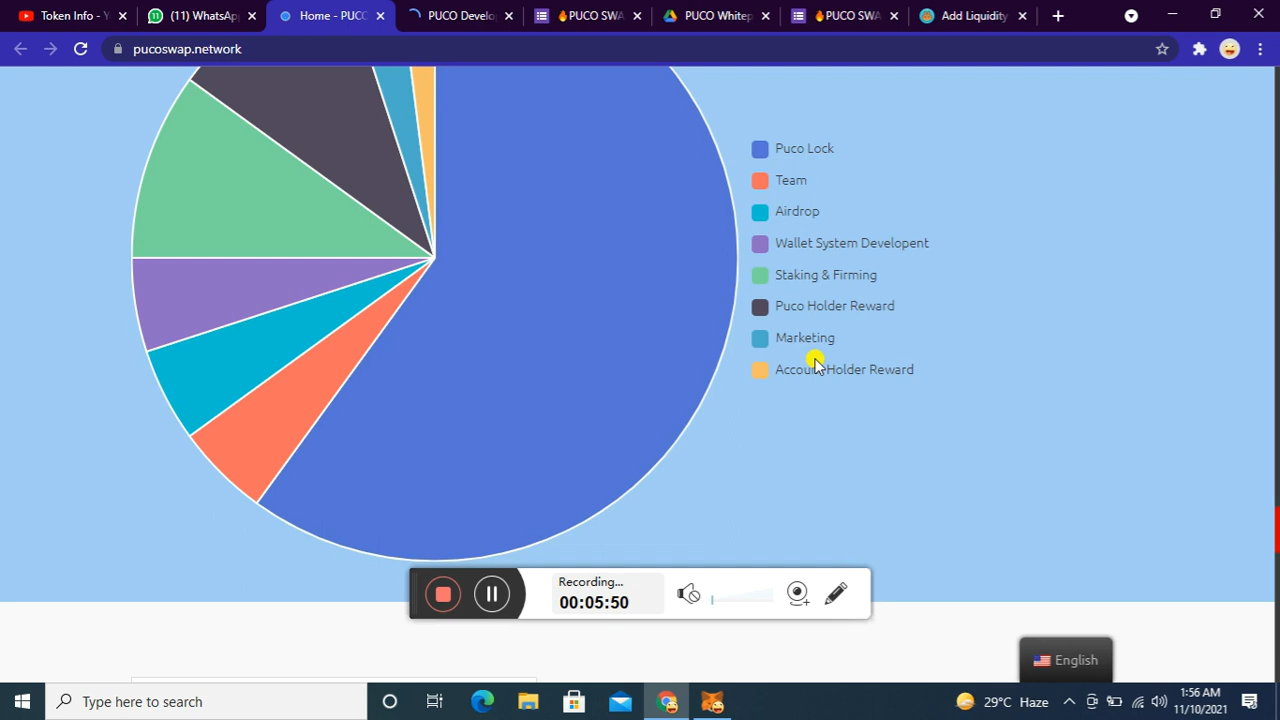 Token Info - Y
(11) WhatsAp
Home - PUCO
PUCO Develo
🔥PUCO SWA
PUCO Whitep
🔥PUCO SWA
Add Liquidity
pucoswap.network
Puco Lock
Team
Airdrop
Wallet System Developent
Staking & Firming
Puco Holder Reward
Marketing
Account Holder Reward
Recording...
00:05:50
English
Type here to search
29°C Haze
1:56 AM
11/10/2021